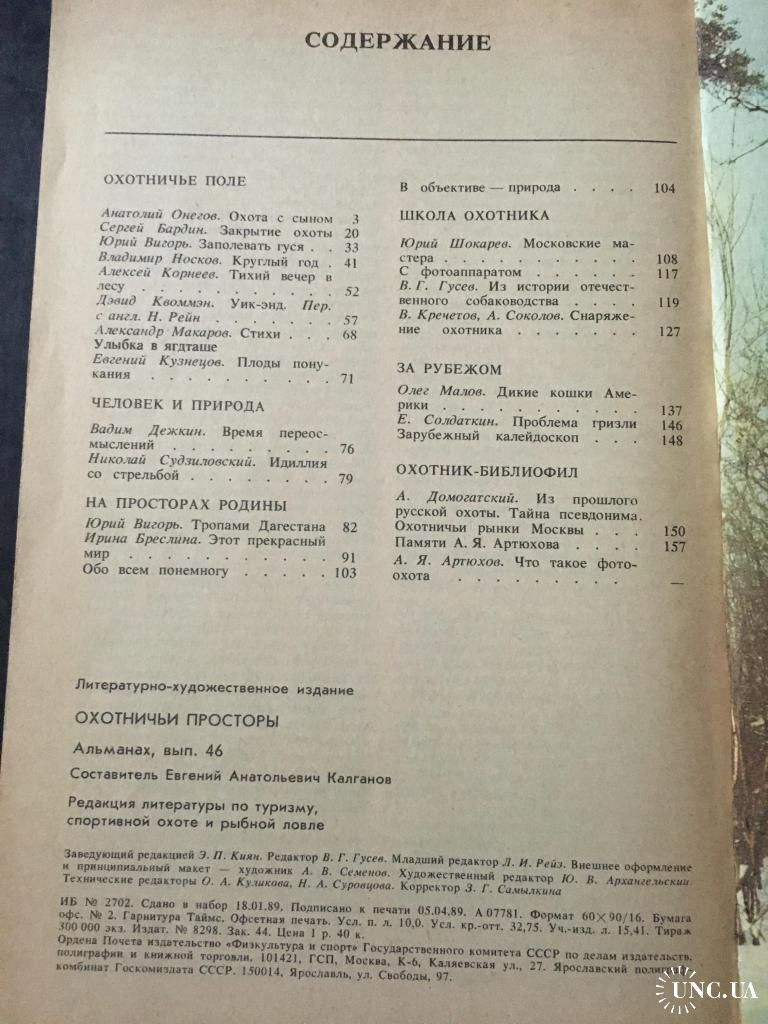 СОДЕРЖАНИЕ
ОХОТНИЧЬЕ ПОЛЕ
Анатолий Онегов. Охота с сыном 3
Сергей Бардин. Закрытие охоты 20
Юрий Вигорь. Заполевать гуся . . 33
Владимир Носков. Круглый год . 41
Алексей Корнеев. Тихий вечер в
лесу . . . . . . . . . . . 52
Дэвид Квоммэн. Уик-энд. Пер.
с англ. Н. Рейн . . . . . . . 57
Александр Макаров. Стихи . . . 68
Улыбка в ягдташе
Евгений Кузнецов. Плоды пону-
кания . . . . . . . . . 71
ЧЕЛОВЕК И ПРИРОДА
Вадим Дежкин. Время переос-
мыслений . . . . . . . . 76
Николай Судзиловский. Идиллия
со стрельбой . . . . . . . 79
НА ПРОСТОРАХ РОДИНЫ
Юрий Вигорь. Тропами Дагестана 82
Ирина Бреслина. Этот прекрасный
мир . . . . . . . . . . 91
Обо всем понемногу . . . . . 103
В объективе — природа . . . . 104
ШКОЛА ОХОТНИКА
Юрий Шокарев. Московские ма-
стера . . . . . . . . . . 108
С фотоаппаратом . . . . . . 117
В. Г. Гусев. Из истории отечест-
венного собаководства . . . . 119
В. Кречетов, А. Соколов. Снаряже-
ние охотника . . . . . . . 127
ЗА РУБЕЖОМ
Олег Малов. Дикие кошки Аме-
рики . . . . . . . . . . 137
Е. Солдаткин. Проблема гризли 146
Зарубежный калейдоскоп . . . 148
ОХОТНИК-БИБЛИОФИЛ
А. Домогатский. Из прошлого
русской охоты. Тайна псевдонима.
Охотничьи рынки Москвы . . . 150
Памяти А. Я. Артюхова . . . . 157
А. Я. Артюхов. Что такое фото-
охота . . . . . . . . . —
Литературно-художественное издание
ОХОТНИЧЬИ ПРОСТОРЫ
Альманах, вып. 46
Составитель Евгений Анатольевич Калганов
Редакция литературы по туризму,
спортивной охоте и рыбной ловле
Заведующий редакцией Э. П. Киян. Редактор В. Г. Гусев. Младший редактор Л. И. Рейз. Внешнее оформление
и принципиальный макет — художник А. В. Семенов. Художественный редактор Ю. В. Архангельский.
Технические редакторы О. А. Куликова, Н. А. Суровцова. Корректор З. Г. Самылкина
ИБ № 2702. Сдано в набор 18.01.89. Подписано к печати 05.04.89. А 07781. Формат 60×90/16. Бумага
офс. № 2. Гарнитура Таймс. Офсетная печать. Усл. п. л. 10,0. Усл. кр.-отт. 32,75. Уч.-изд. л. 15,41. Тираж
300 000 экз. Издат. № 8298. Зак. 44. Цена 1 р. 40 к.
Ордена Почета издательство «Физкультура и спорт» Государственного комитета СССР по делам издательств,
полиграфии и книжной торговли. 101421, ГСП, Москва, К-6, Каляевская ул., 27. Ярославский полиграф-
комбинат Госкомиздата СССР. 150014, Ярославль, ул. Свободы, 97.
UNC.UA